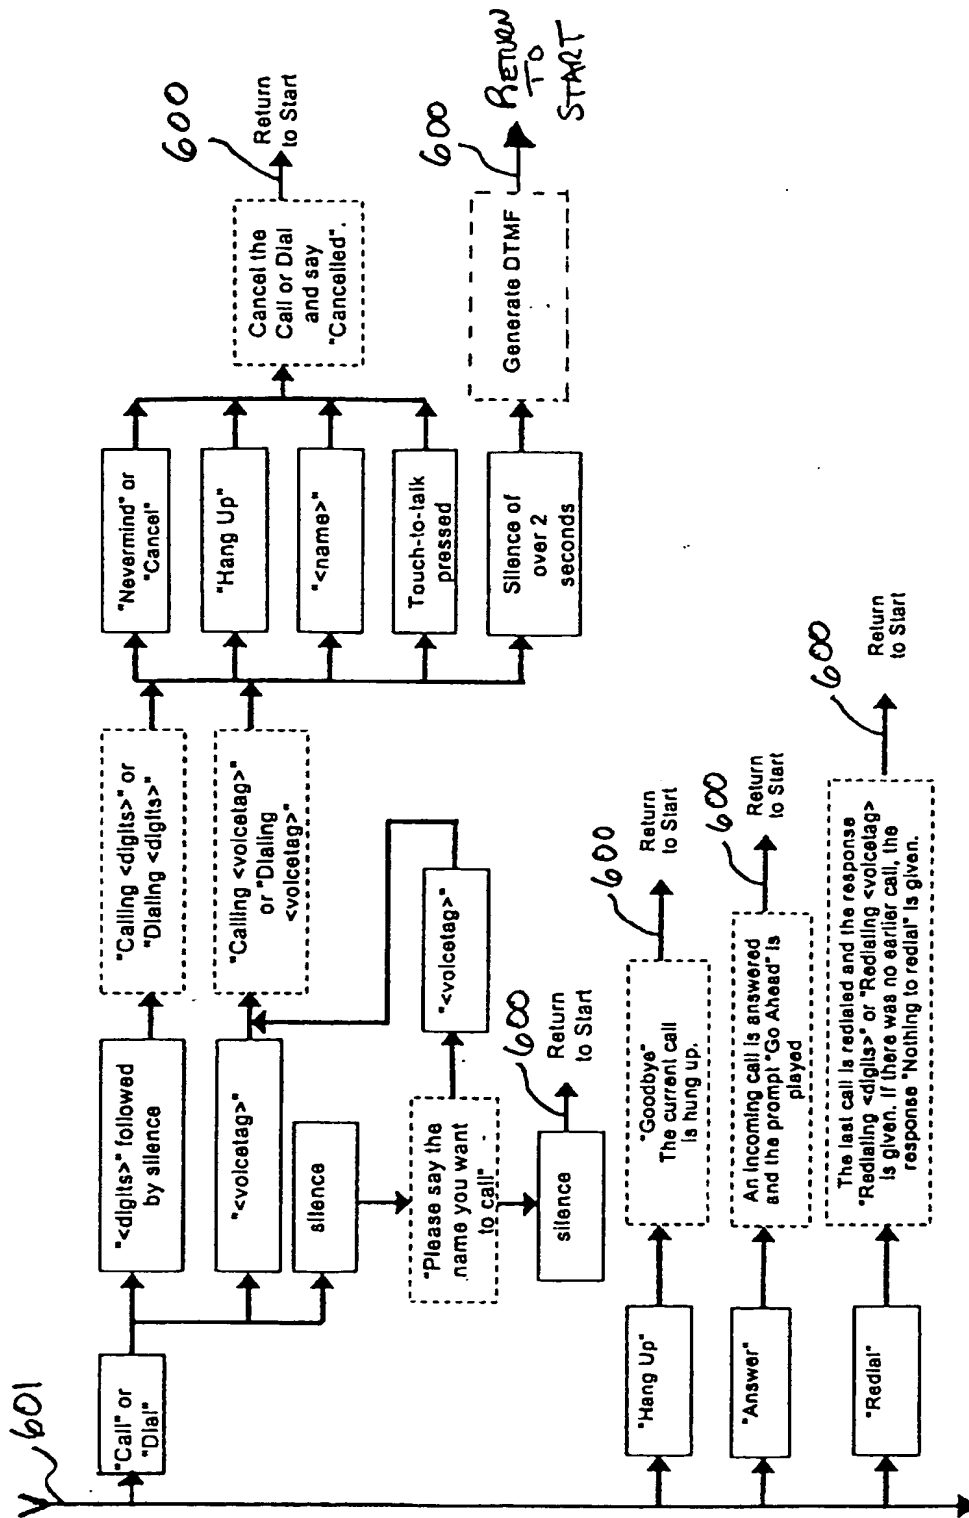 601
"Call" or
"Dial"
"<digits>" followed
by silence
"Calling <digits>" or
"Dialing <digits>"
"<voicetag>"
"Calling <voicetag>"
or "Dialing
<voicetag>"
silence
"Please say the
name you want
to call"
"<voicetag>"
silence
600
Return
to Start
"Nevermind" or
"Cancel"
"Hang Up"
"<name>"
Touch-to-talk
pressed
Cancel the
Call or Dial
and say
"Cancelled".
600
Return
to Start
Silence of
over 2
seconds
Generate DTMF
600
RETURN
TO
START
"Hang Up"
"Goodbye"
The current call
is hung up.
600
Return
to Start
"Answer"
An incoming call is answered
and the prompt "Go Ahead" is
played
600
Return
to Start
"Redial"
The last call is redialed and the response
"Redialing <digits>" or "Redialing <voicetag>
is given. If there was no earlier call, the
response "Nothing to redial" is given.
600
Return
to Start